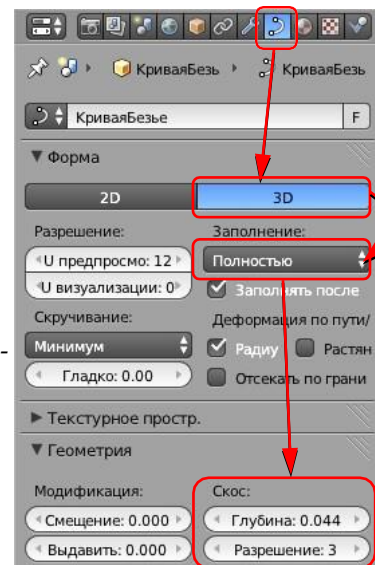 КриваяБезь КриваяБезь
КриваяБезье F
Форма
2D 3D
Разрешение: Заполнение:
U предпросмо: 12 Полностью
U визуализации: 0 Заполнять после
Скручивание: Деформация по пути/
Минимум Радиу Растян
Гладко: 0.00 Отсекать по грани
Текстурное простр.
Геометрия
Модификация: Скос:
Смещение: 0.000 Глубина: 0.044
Выдавить: 0.000 Разрешение: 3